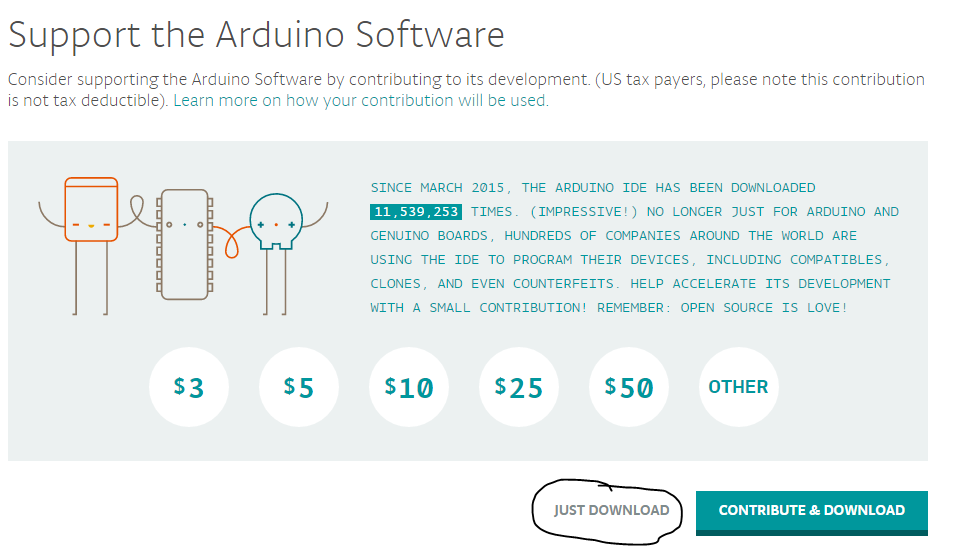 Support the Arduino Software
Consider supporting the Arduino Software by contributing to its development. (US tax payers, please note this contribution
is not tax deductible). Learn more on how your contribution will be used.
SINCE MARCH 2015, THE ARDUINO IDE HAS BEEN DOWNLOADED
11,539,253 TIMES. (IMPRESSIVE!) NO LONGER JUST FOR ARDUINO AND
GENUINO BOARDS, HUNDREDS OF COMPANIES AROUND THE WORLD ARE
USING THE IDE TO PROGRAM THEIR DEVICES, INCLUDING COMPATIBLES,
CLONES, AND EVEN COUNTERFEITS. HELP ACCELERATE ITS DEVELOPMENT
WITH A SMALL CONTRIBUTION! REMEMBER: OPEN SOURCE IS LOVE!
$3 $5 $10 $25 $50 OTHER
JUST DOWNLOAD CONTRIBUTE & DOWNLOAD